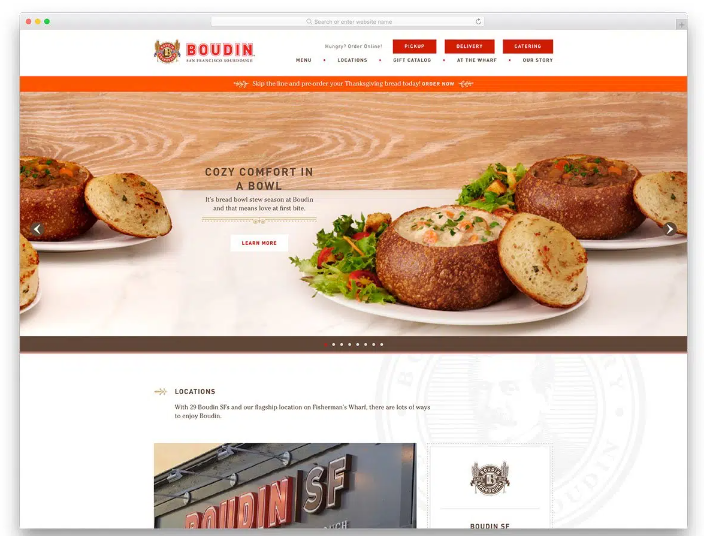 Search or enter website name
Hungry? Order Online!
PICKUP
DELIVERY
CATERING
BOUDIN
SAN FRANCISCO SOURDOUGH
MENU • LOCATIONS • GIFT CATALOG • AT THE WHARF • OUR STORY
Skip the line and pre-order your Thanksgiving bread today! ORDER NOW
COZY COMFORT IN
A BOWL
It's bread bowl stew season at Boudin
and that means love at first bite.
LEARN MORE
LOCATIONS
With 29 Boudin SFs and our flagship location on Fisherman's Wharf, there are lots of ways
to enjoy Boudin.
BOUDIN SF
BOUDIN
BOUDIN SF